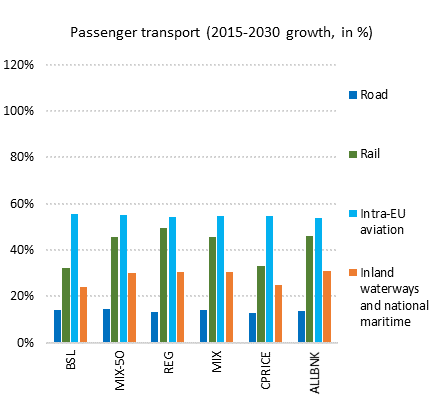 Passenger transport (2015-2030 growth, in %)
120%
100%
80%
60%
40%
20%
0%
BSL
MIX-50
REG
MIX
CPRICE
ALLBNK
Road
Rail
Intra-EU
aviation
Inland
waterways
and national
maritime